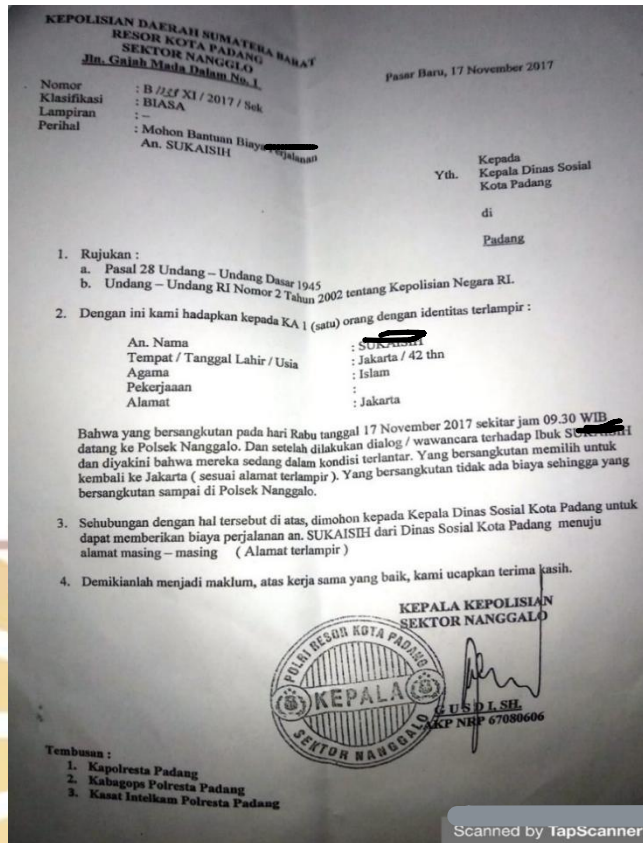 KEPOLISIAN DAERAH SUMATERA BARAT
RESOR KOTA PADANG
SEKTOR NANGGLO
Jln. Gajah Mada Dalam No. 1
Pasar Baru, 17 November 2017
Nomor : B / XI / 2017 / Sek
Klasifikasi : BIASA
Lampiran : –
Perihal : Mohon Bantuan Biaya Perjalanan
An. SUKAISIH
Kepada
Yth. Kepala Dinas Sosial
Kota Padang
di
Padang
1. Rujukan :
a. Pasal 28 Undang – Undang Dasar 1945
b. Undang – Undang RI Nomor 2 Tahun 2002 tentang Kepolisian Negara RI.
2. Dengan ini kami hadapkan kepada KA 1 (satu) orang dengan identitas terlampir :
An. Nama : SUKAISIH
Tempat / Tanggal Lahir / Usia : Jakarta / 42 thn
Agama : Islam
Pekerjaaan :
Alamat : Jakarta
Bahwa yang bersangkutan pada hari Rabu tanggal 17 November 2017 sekitar jam 09.30 WIB
datang ke Polsek Nanggalo. Dan setelah dilakukan dialog / wawancara terhadap Ibuk SUKAISIH
dan diyakini bahwa mereka sedang dalam kondisi terlantar. Yang bersangkutan memilih untuk
kembali ke Jakarta ( sesuai alamat terlampir ). Yang bersangkutan tidak ada biaya sehingga yang
bersangkutan sampai di Polsek Nanggalo.
3. Sehubungan dengan hal tersebut di atas, dimohon kepada Kepala Dinas Sosial Kota Padang untuk
dapat memberikan biaya perjalanan an. SUKAISIH dari Dinas Sosial Kota Padang menuju
alamat masing – masing ( Alamat terlampir )
4. Demikianlah menjadi maklum, atas kerja sama yang baik, kami ucapkan terima kasih.
KEPALA KEPOLISIAN
SEKTOR NANGGALO
POLRI RESOR KOTA PADANG
KEPALA
SEKTOR NANGGALO
G U S D I, SH.
AKP NRP 67080606
Tembusan :
1. Kapolresta Padang
2. Kabagops Polresta Padang
3. Kasat Intelkam Polresta Padang
Scanned by TapScanner